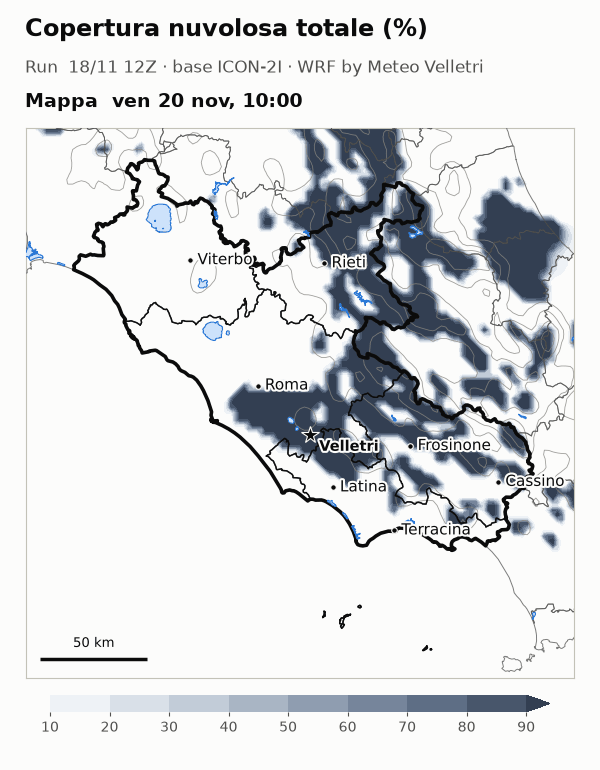 Copertura nuvolosa totale (%)
Run  18/11 12Z · base ICON-2I · WRF by Meteo Velletri
Mappa  ven 20 nov, 10:00
Viterbo
Rieti
Roma
Velletri
Frosinone
Latina
Cassino
Terracina
50 km
10 20 30 40 50 60 70 80 90